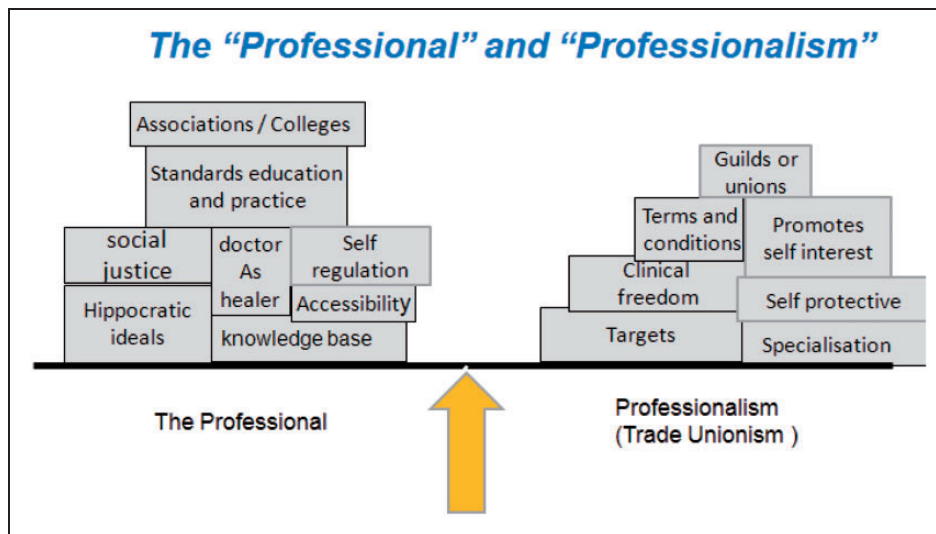 The “Professional” and “Professionalism”
Associations / Colleges
Standards education
and practice
social
justice
doctor
As
healer
Self
regulation
Hippocratic
ideals
Accessibility
knowledge base
Guilds or
unions
Terms and
conditions
Promotes
self interest
Clinical
freedom
Self protective
Targets
Specialisation
The Professional
Professionalism
(Trade Unionism )